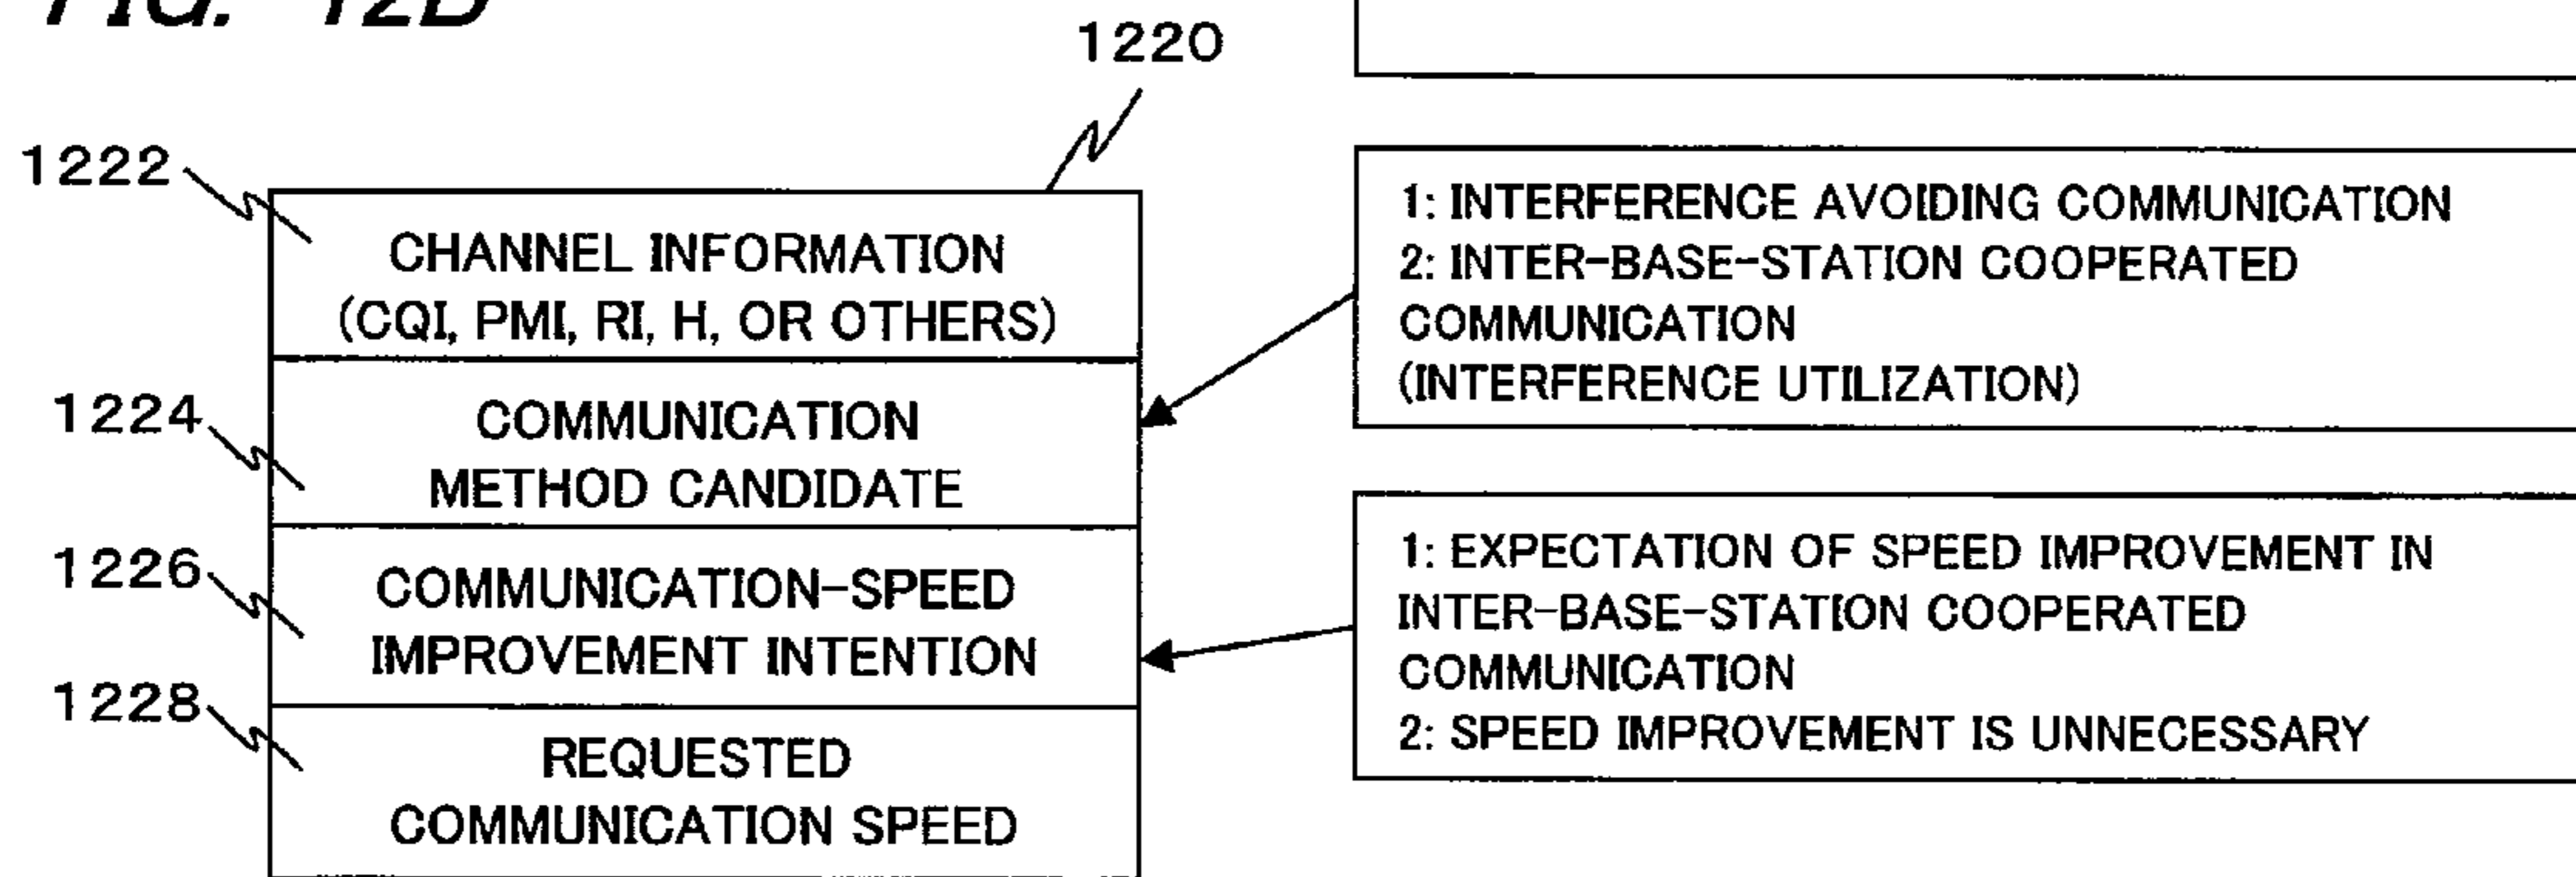 FIG. 12B
1220
1222
CHANNEL INFORMATION
(CQI, PMI, RI, H, OR OTHERS)
1224
COMMUNICATION
METHOD CANDIDATE
1226
COMMUNICATION-SPEED
IMPROVEMENT INTENTION
1228
REQUESTED
COMMUNICATION SPEED
1: INTERFERENCE AVOIDING COMMUNICATION
2: INTER-BASE-STATION COOPERATED
COMMUNICATION
(INTERFERENCE UTILIZATION)
1: EXPECTATION OF SPEED IMPROVEMENT IN
INTER-BASE-STATION COOPERATED
COMMUNICATION
2: SPEED IMPROVEMENT IS UNNECESSARY